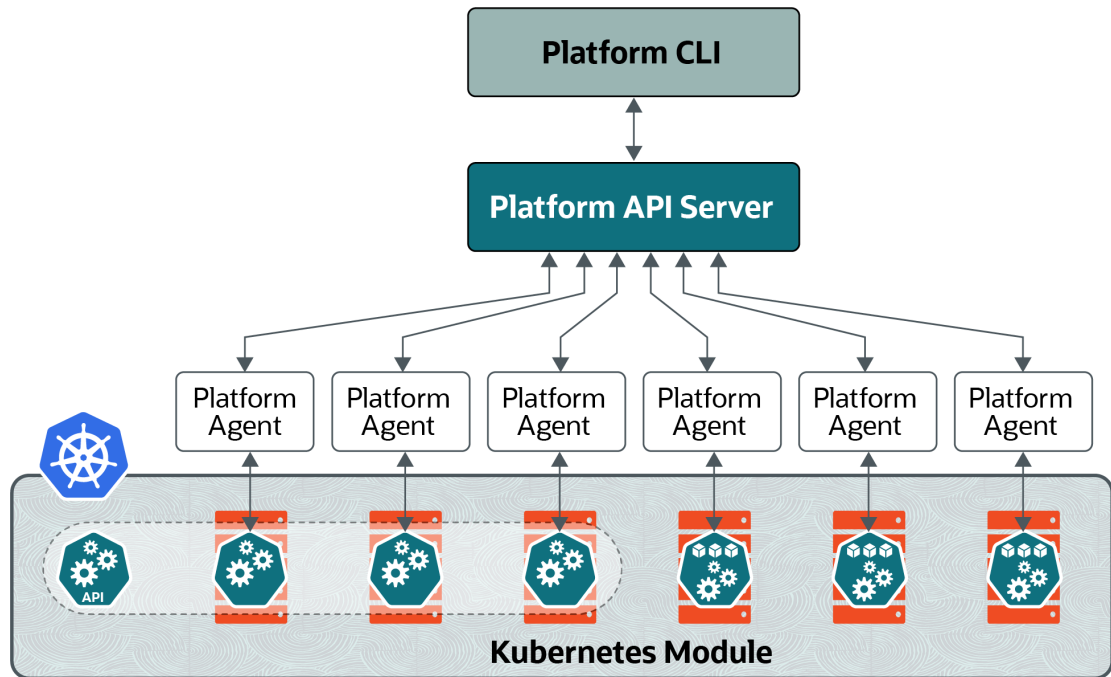 Platform CLI
Platform API Server
Platform
Agent
Platform
Agent
Platform
Agent
Platform
Agent
Platform
Agent
Platform
Agent
API
Kubernetes Module